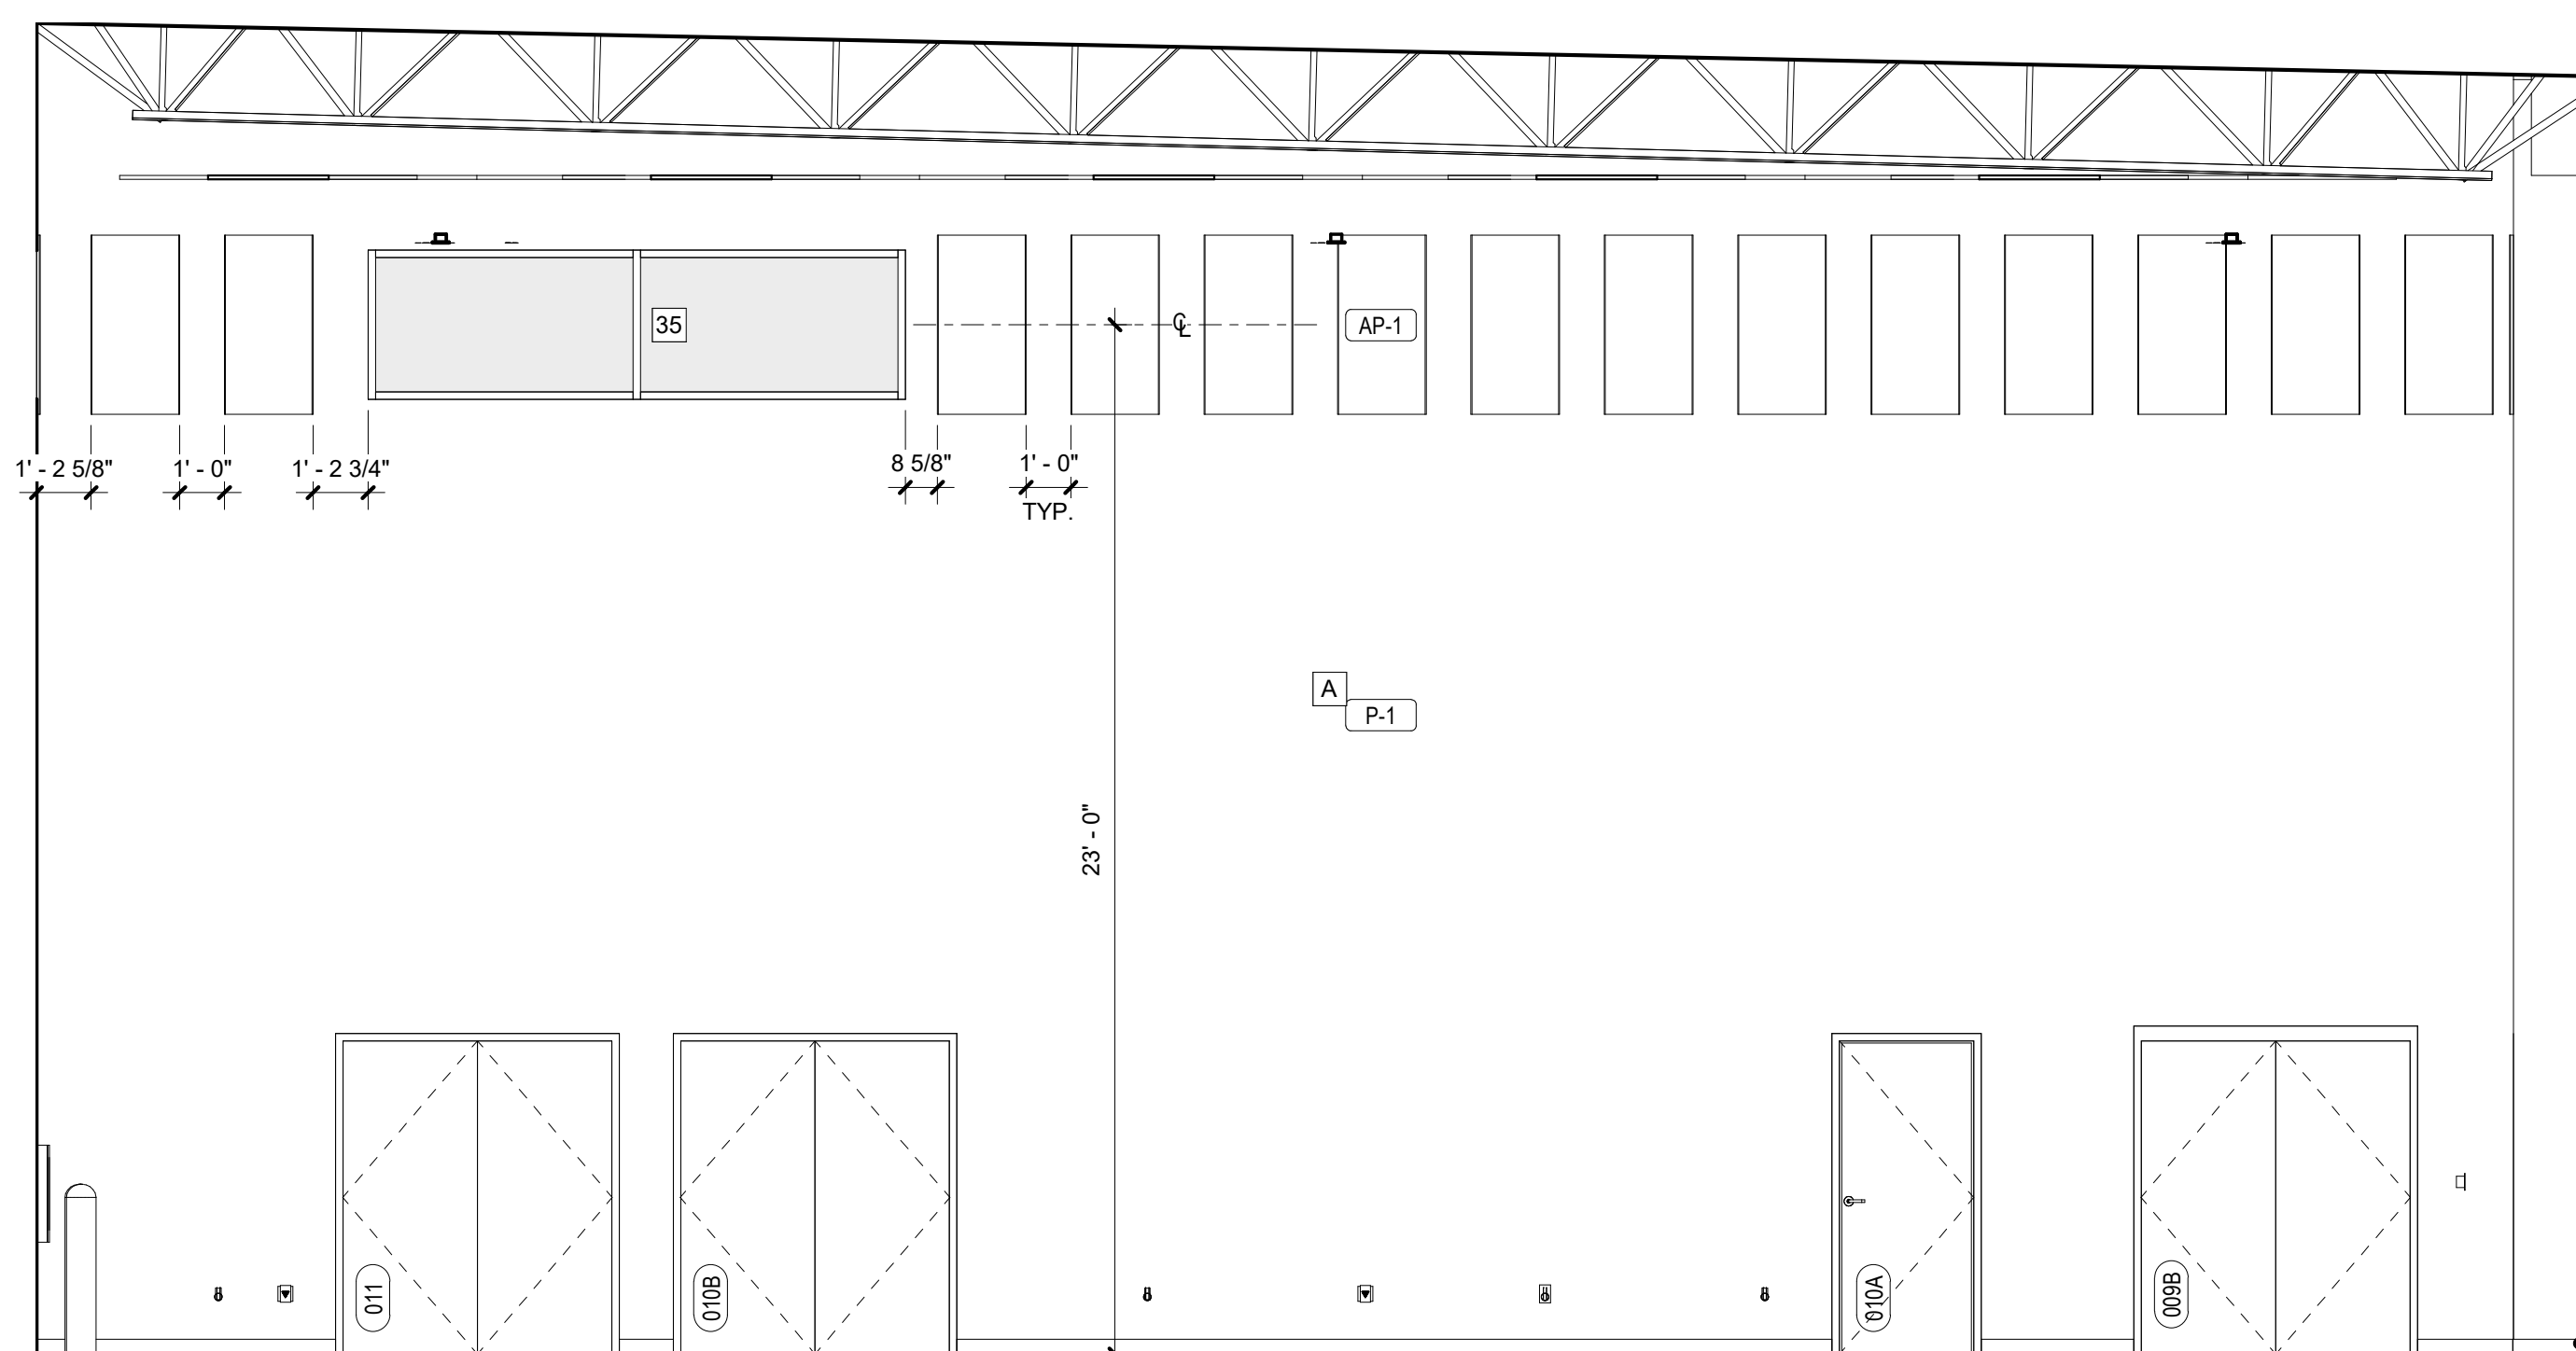 35
℄
AP-1
1' - 2 5/8"
1' - 0"
1' - 2 3/4"
8 5/8"
1' - 0"
TYP.
A
P-1
23' - 0"
011
010B
010A
009B